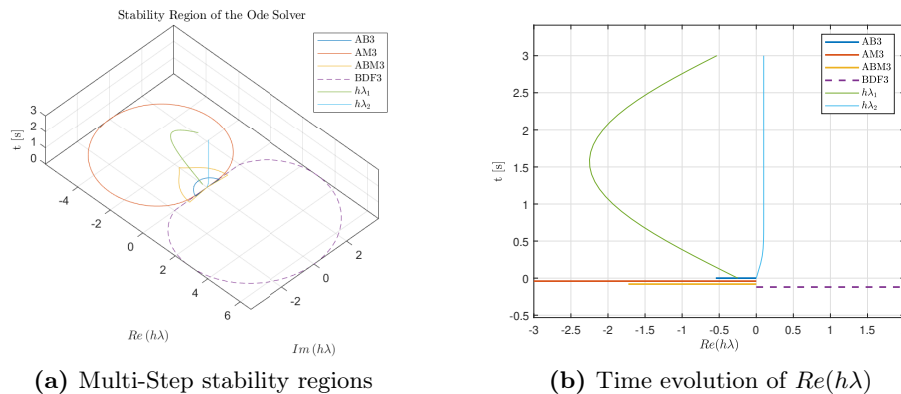 Stability Region of the Ode Solver
AB3
AM3
ABM3
BDF3
hλ₁
hλ₂
3
2
1
0
t [s]
-4
-2
0
2
4
6
-2
0
2
Re (hλ)
Im (hλ)
(a) Multi-Step stability regions
AB3
AM3
ABM3
BDF3
hλ₁
hλ₂
3
2.5
2
1.5
1
0.5
0
-0.5
t [s]
-3
-2.5
-2
-1.5
-1
-0.5
0
0.5
1
1.5
Re(hλ)
(b) Time evolution of Re(hλ)